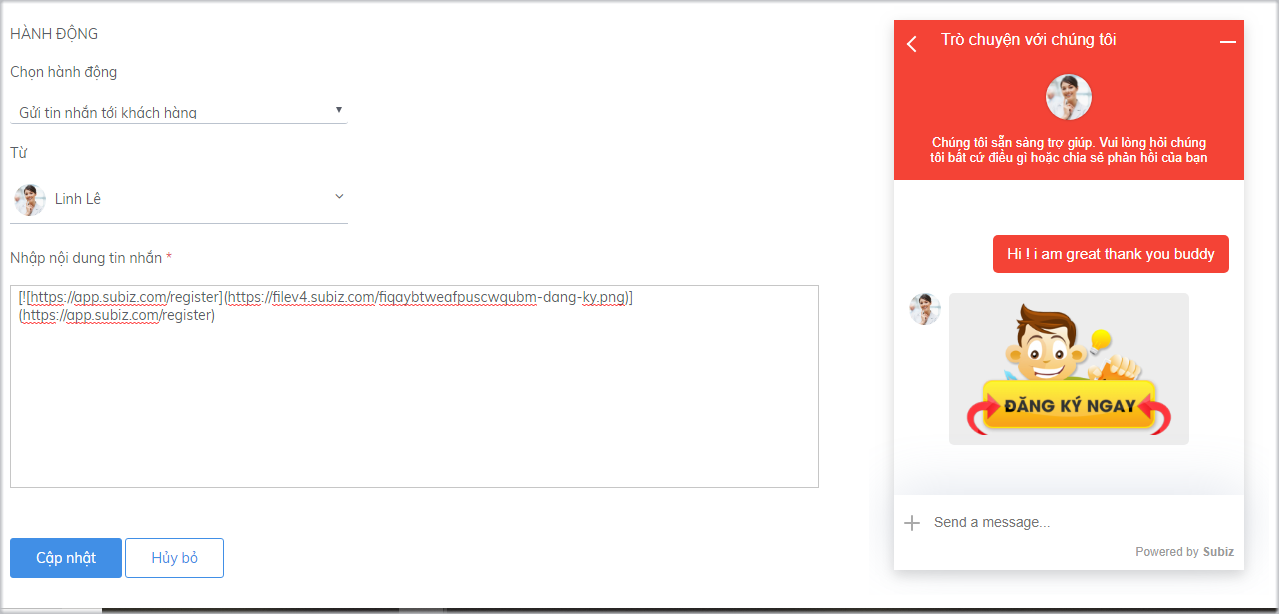 HÀNH ĐỘNG
Chọn hành động
Gửi tin nhắn tới khách hàng
Từ
Linh Lê
Nhập nội dung tin nhắn *
[![https://app.subiz.com/register](https://filev4.subiz.com/fiqaybtweafpuscwqubm-dang-ky.png)]
(https://app.subiz.com/register)
Cập nhật
Hủy bỏ
Trò chuyện với chúng tôi
Chúng tôi sẵn sàng trợ giúp. Vui lòng hỏi chúng
tôi bất cứ điều gì hoặc chia sẻ phản hồi của bạn
Hi ! i am great thank you buddy
ĐĂNG KÝ NGAY
Send a message...
Powered by Subiz